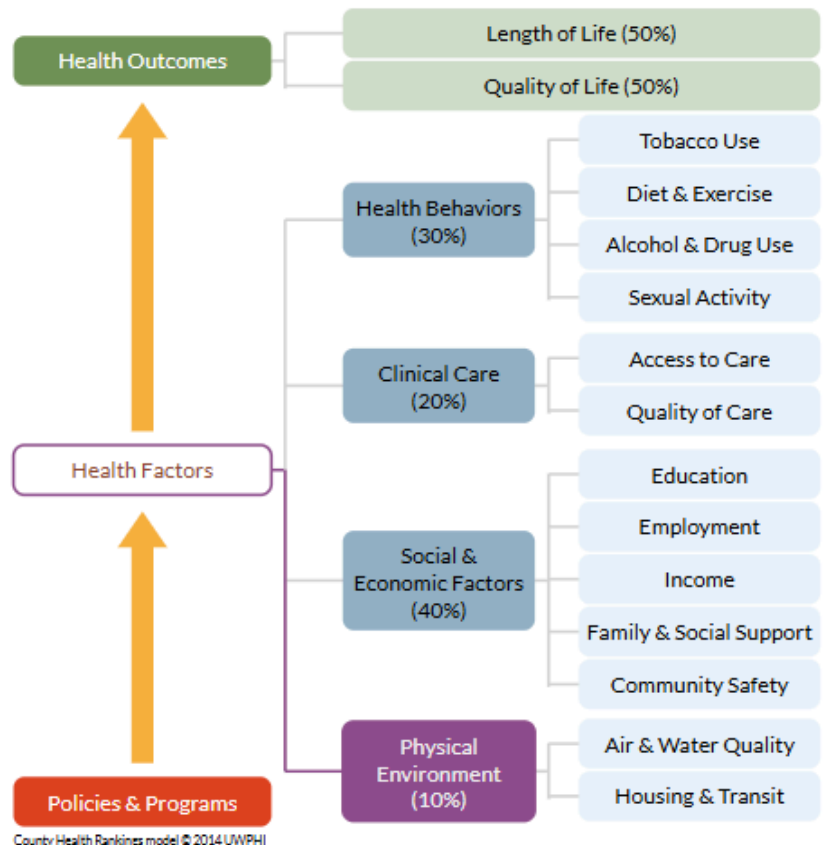 Health Outcomes
Length of Life (50%)
Quality of Life (50%)
Health Factors
Health Behaviors
(30%)
Tobacco Use
Diet & Exercise
Alcohol & Drug Use
Sexual Activity
Clinical Care
(20%)
Access to Care
Quality of Care
Social &
Economic Factors
(40%)
Education
Employment
Income
Family & Social Support
Community Safety
Physical
Environment
(10%)
Air & Water Quality
Housing & Transit
Policies & Programs
County Health Rankings model © 2014 UWPHI